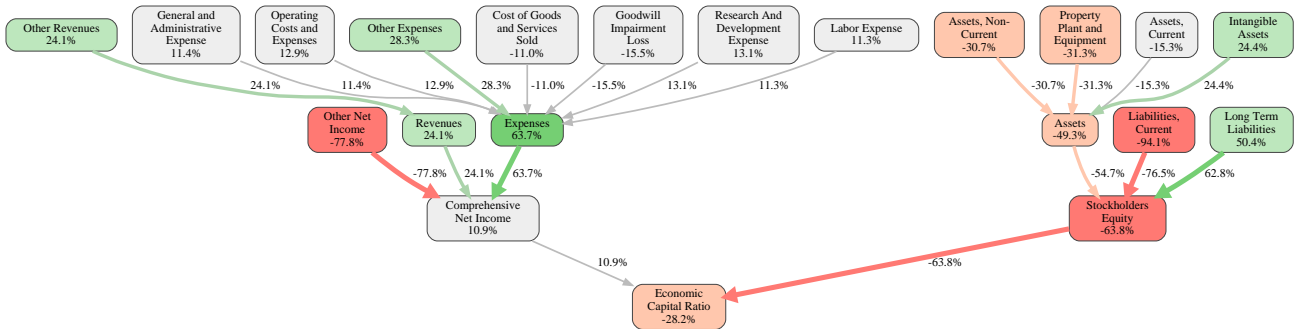 Other Revenues
24.1%
General and
Administrative
Expense
11.4%
Operating
Costs and
Expenses
12.9%
Other Expenses
28.3%
Cost of Goods
and Services
Sold
-11.0%
Goodwill
Impairment
Loss
-15.5%
Research And
Development
Expense
13.1%
Labor Expense
11.3%
Assets, Non-
Current
-30.7%
Property
Plant and
Equipment
-31.3%
Assets,
Current
-15.3%
Intangible
Assets
24.4%
24.1%
11.4%
12.9%
28.3%
-11.0%
-15.5%
13.1%
11.3%
-30.7%
-31.3%
-15.3%
24.4%
Other Net
Income
-77.8%
Revenues
24.1%
Expenses
63.7%
Assets
-49.3%
Liabilities,
Current
-94.1%
Long Term
Liabilities
50.4%
-77.8%
24.1%
63.7%
-54.7%
-76.5%
62.8%
Comprehensive
Net Income
10.9%
Stockholders
Equity
-63.8%
10.9%
-63.8%
Economic
Capital Ratio
-28.2%